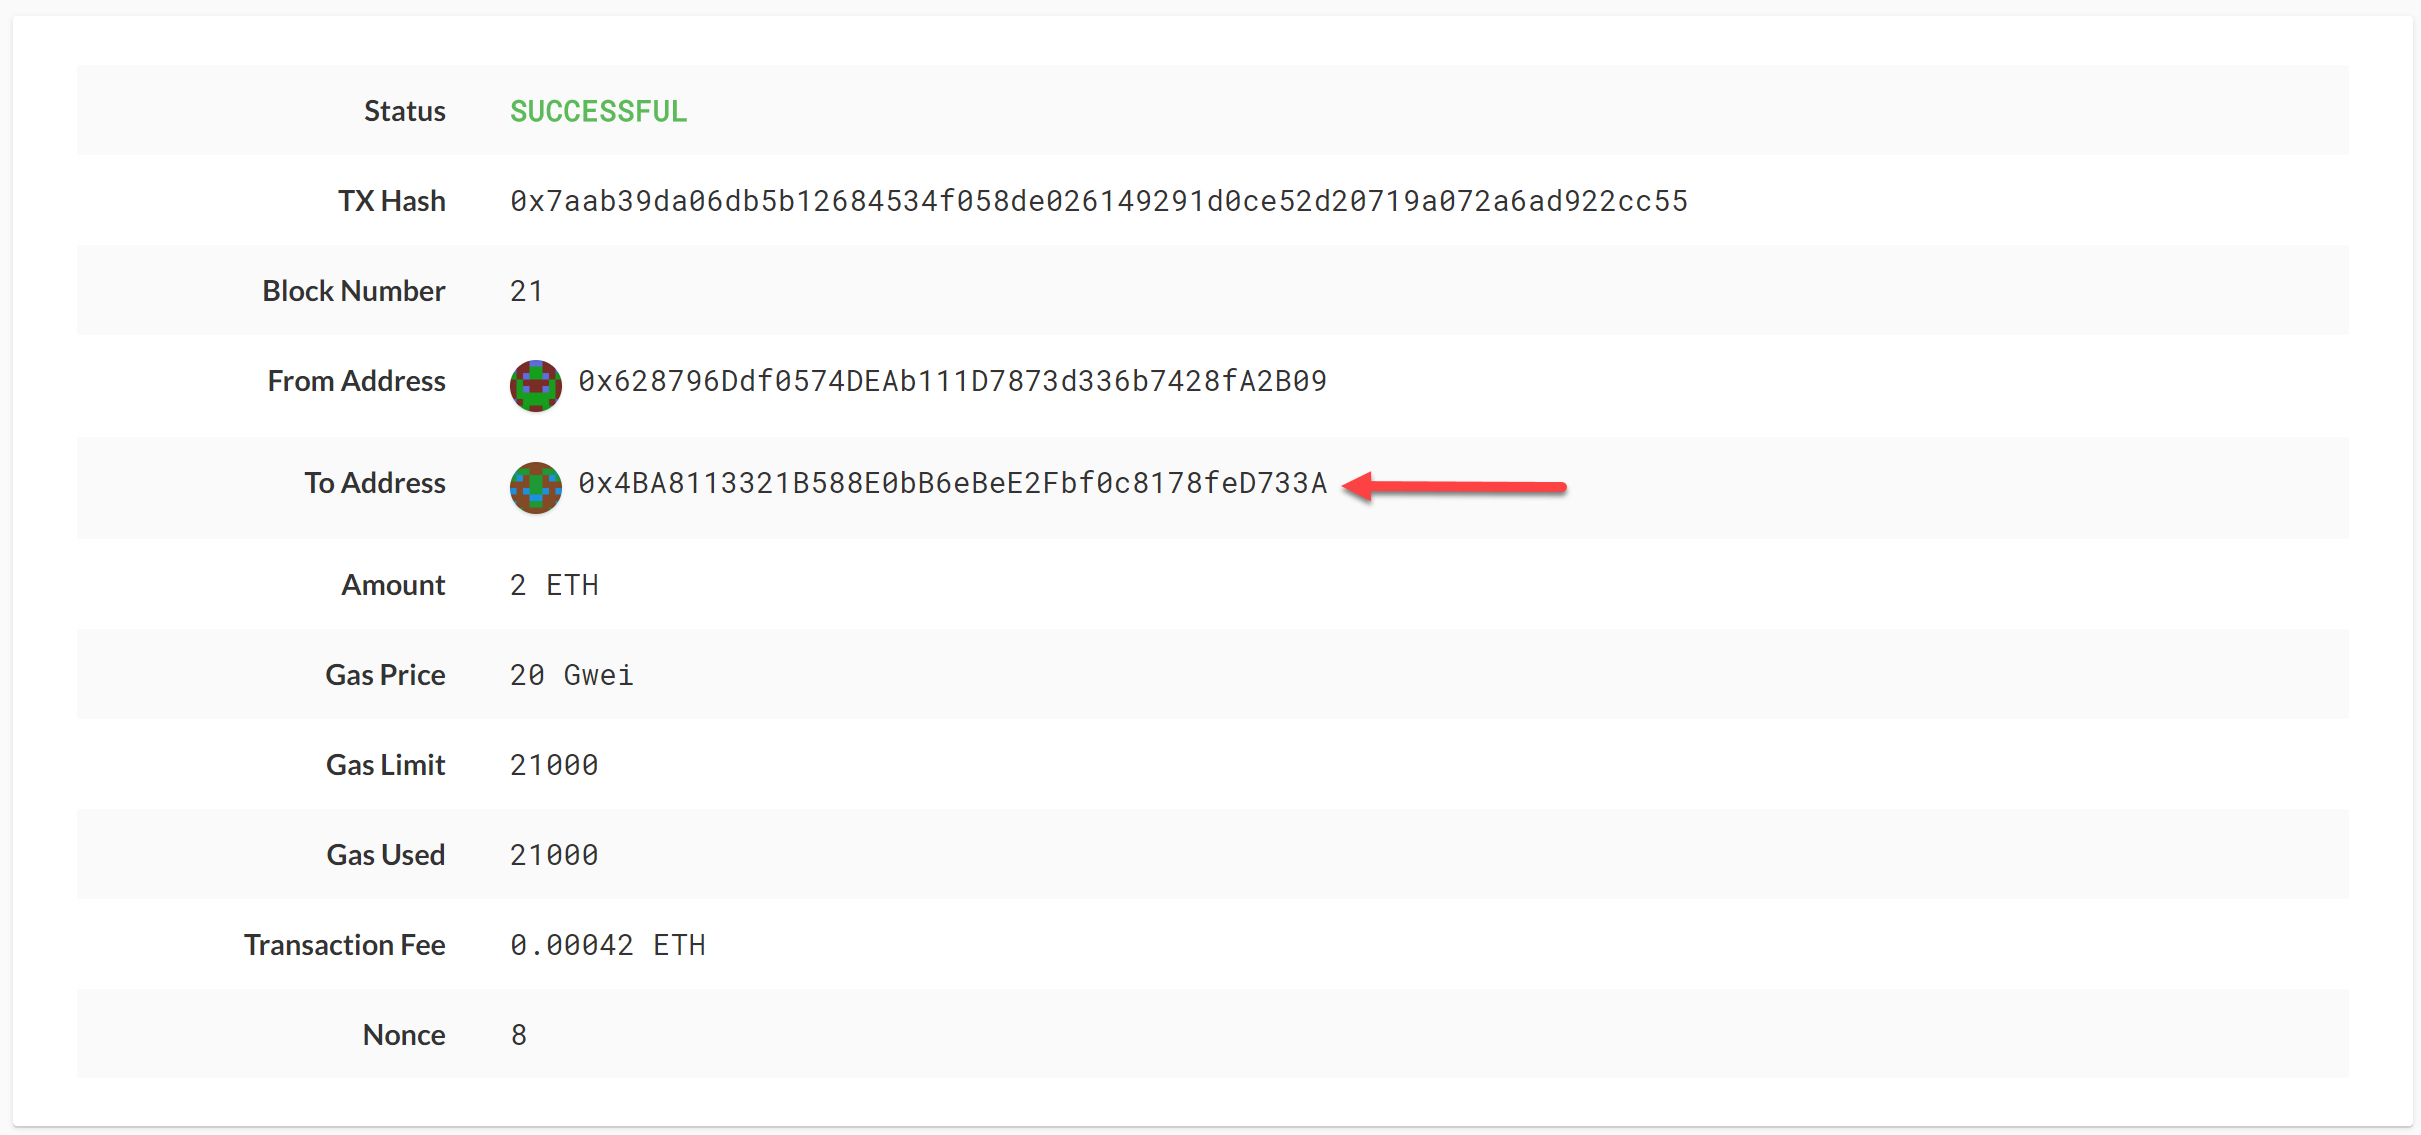 Status SUCCESSFUL
TX Hash 0x7aab39da06db5b12684534f058de026149291d0ce52d20719a072a6ad922cc55
Block Number 21
From Address 0x628796Ddf0574DEAb111D7873d336b7428fA2B09
To Address 0x4BA8113321B588E0bB6eBeE2Fbf0c8178feD733A
Amount 2 ETH
Gas Price 20 Gwei
Gas Limit 21000
Gas Used 21000
Transaction Fee 0.00042 ETH
Nonce 8